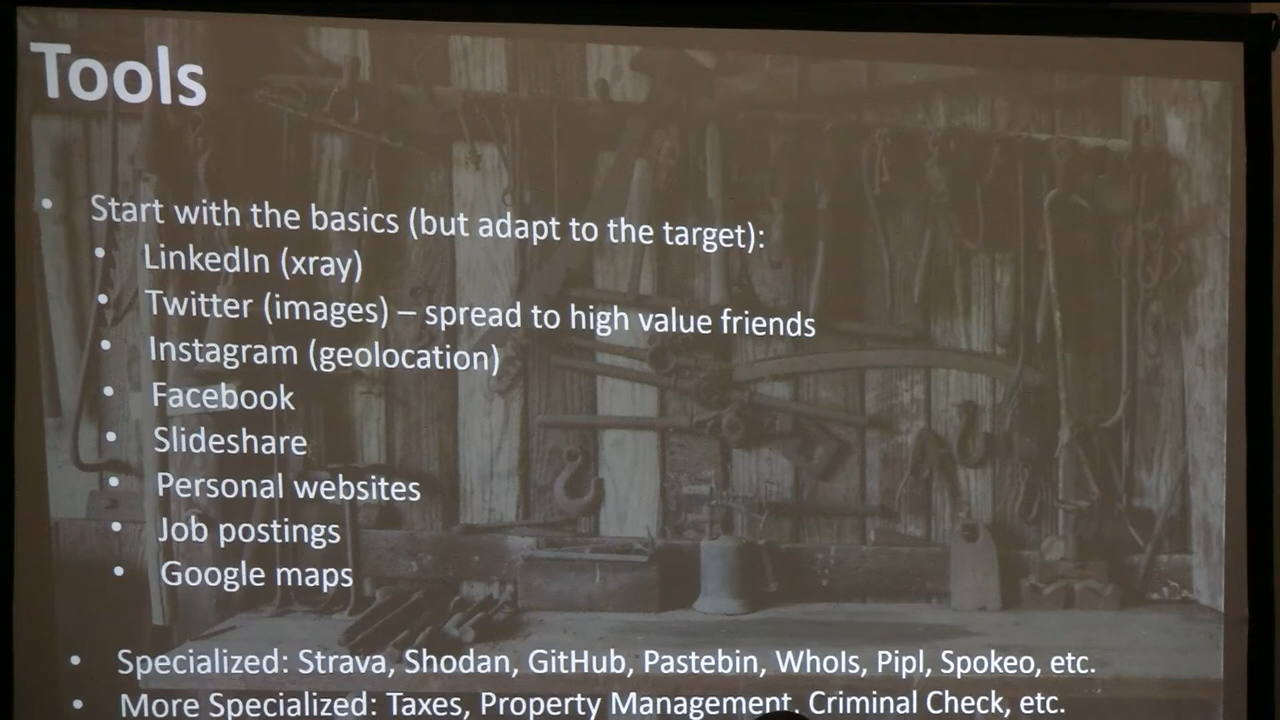 Tools
• Start with the basics (but adapt to the target):
• LinkedIn (xray)
• Twitter (images) – spread to high value friends
• Instagram (geolocation)
• Facebook
• Slideshare
• Personal websites
• Job postings
• Google maps
• Specialized: Strava, Shodan, GitHub, Pastebin, WhoIs, Pipl, Spokeo, etc.
• More Specialized: Taxes, Property Management, Criminal Check, etc.